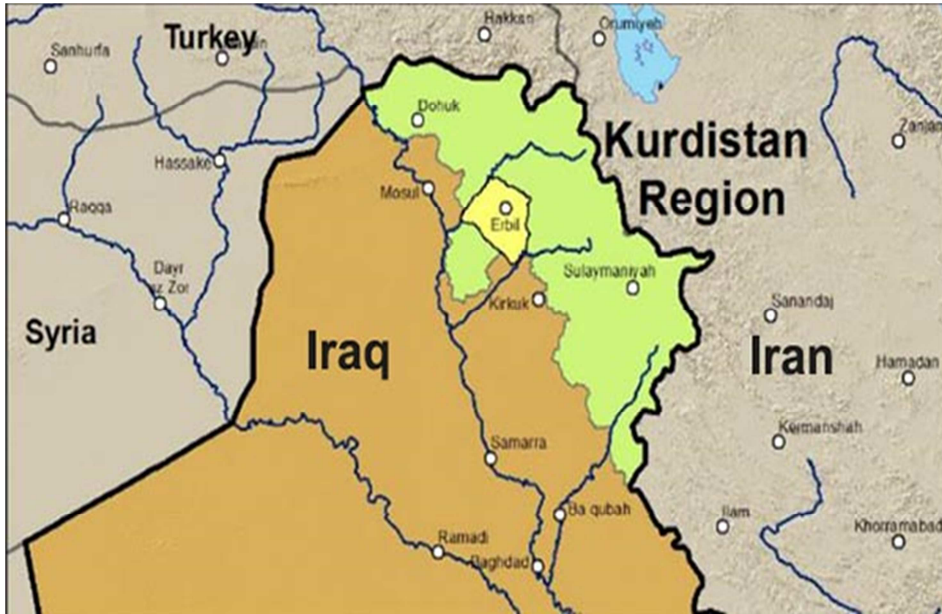 Hakkari
Orumiyeh
Turkey
Sanhurfa
Zanjan
Dohuk
Kurdistan
Region
Hassake
Mosul
Raqqa
Erbil
Dayr
az Zor
Sulaymaniyah
Kirkuk
Sanandaj
Syria
Iraq
Iran
Hamadan
Kermanshah
Samarra
Ba qubah
Ilam
Khorramabad
Ramadi
Baghdad